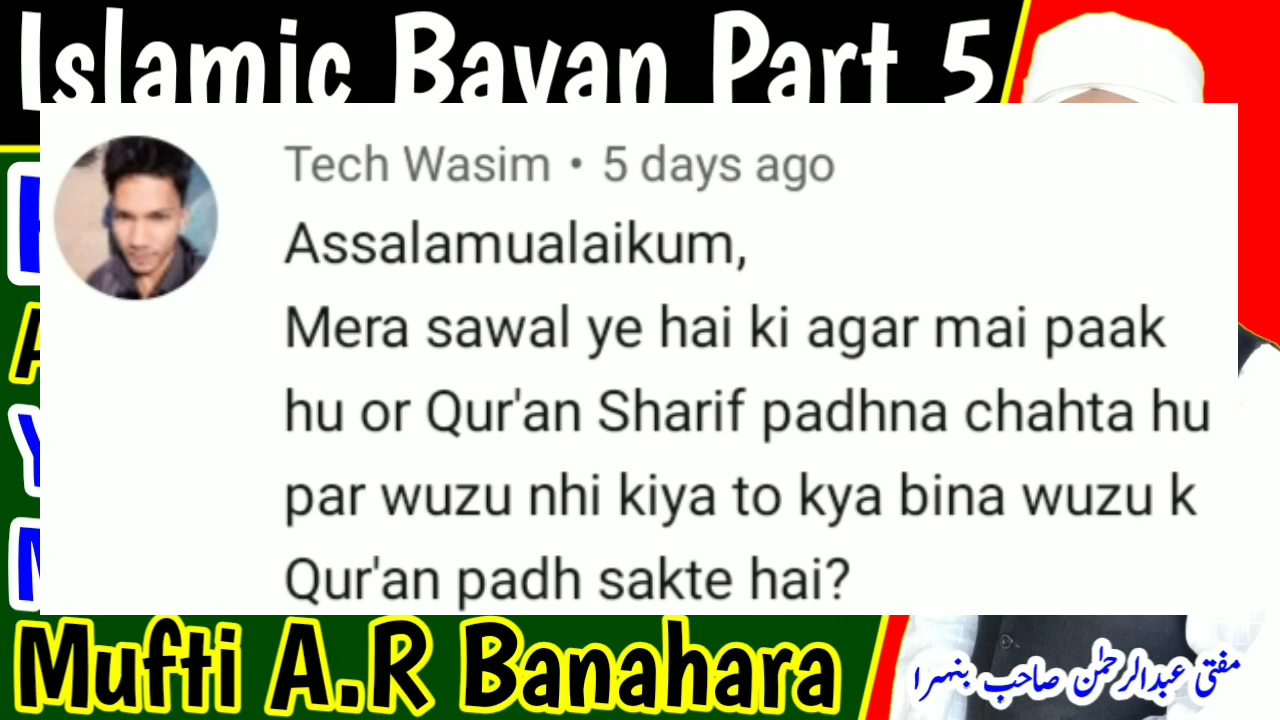 Islamic Bayan Part 5
Tech Wasim • 5 days ago
Assalamualaikum,
Mera sawal ye hai ki agar mai paak
hu or Qur'an Sharif padhna chahta hu
par wuzu nhi kiya to kya bina wuzu k
Qur'an padh sakte hai?
Mufti A.R Banahara
مفتی عبدالرحمٰن صاحب بنہرا